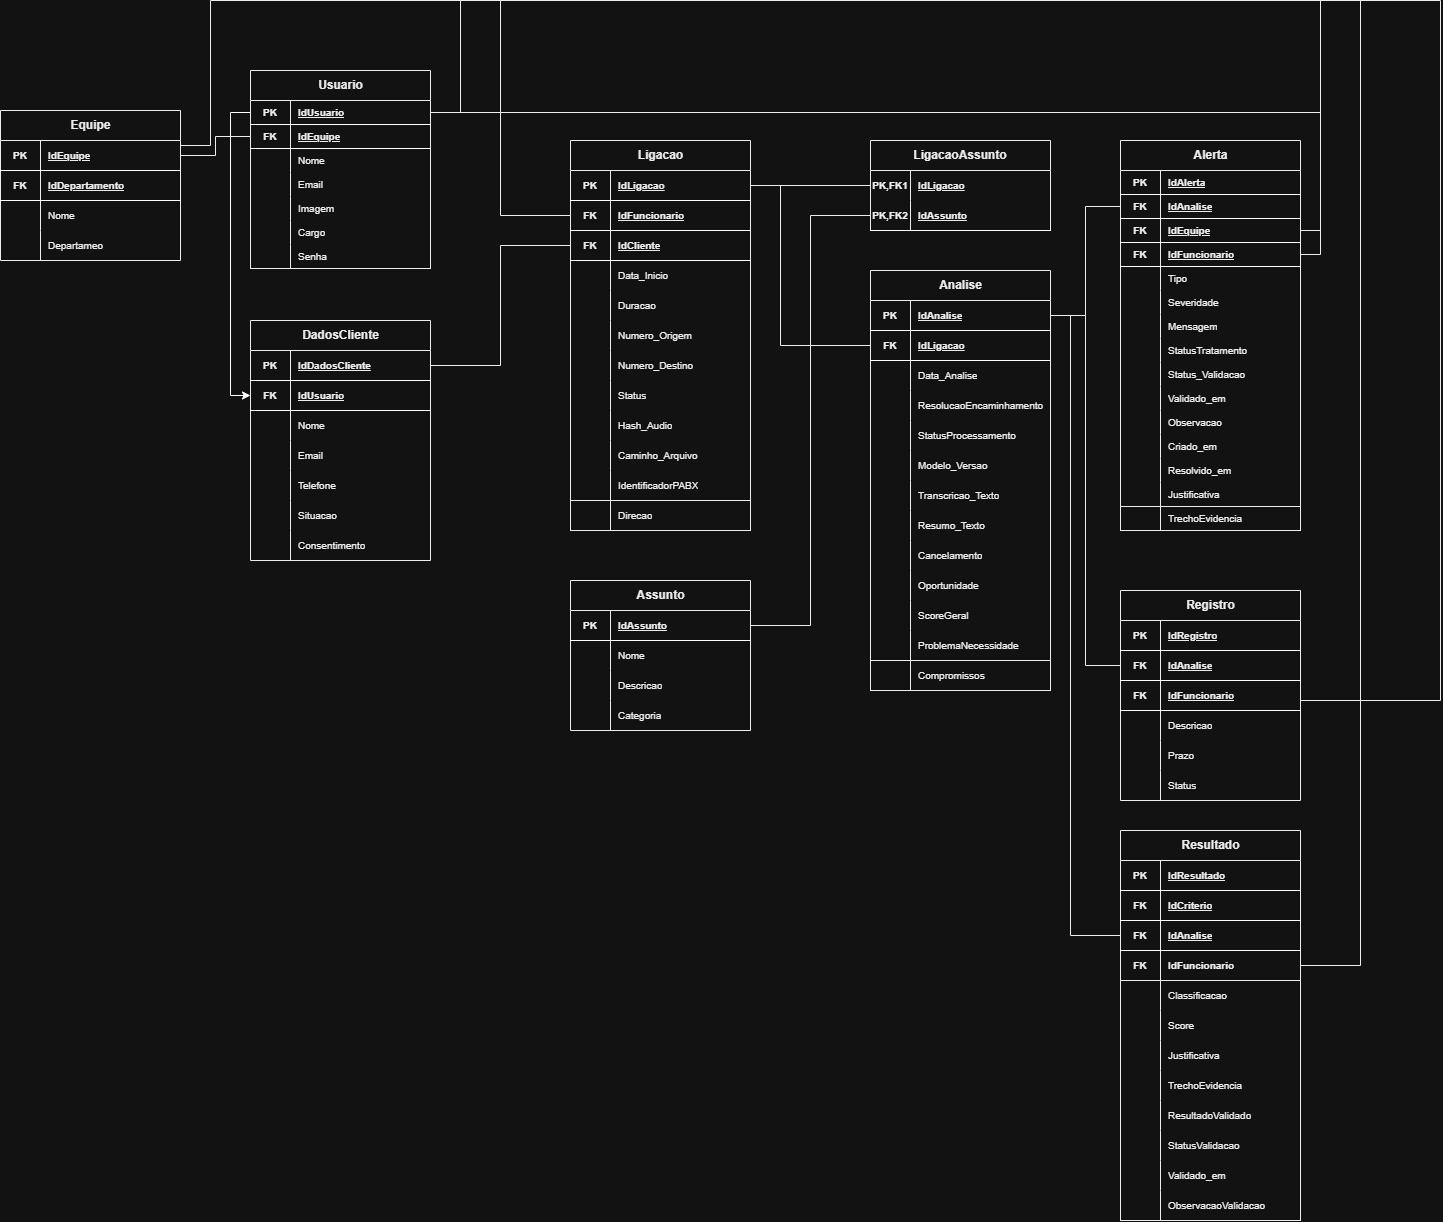 Equipe
PK IdEquipe
FK IdDepartamento
Nome
Departameo
Usuario
PK IdUsuario
FK IdEquipe
Nome
Email
Imagem
Cargo
Senha
DadosCliente
PK IdDadosCliente
FK IdUsuario
Nome
Email
Telefone
Situacao
Consentimento
Ligacao
PK IdLigacao
FK IdFuncionario
FK IdCliente
Data_Inicio
Duracao
Numero_Origem
Numero_Destino
Status
Hash_Audio
Caminho_Arquivo
IdentificadorPABX
Direcao
Assunto
PK IdAssunto
Nome
Descricao
Categoria
LigacaoAssunto
PK,FK1 IdLigacao
PK,FK2 IdAssunto
Analise
PK IdAnalise
FK IdLigacao
Data_Analise
ResolucaoEncaminhamento
StatusProcessamento
Modelo_Versao
Transcricao_Texto
Resumo_Texto
Cancelamento
Oportunidade
ScoreGeral
ProblemaNecessidade
Compromissos
Alerta
PK IdAlerta
FK IdAnalise
FK IdEquipe
FK IdFuncionario
Tipo
Severidade
Mensagem
StatusTratamento
Status_Validacao
Validado_em
Observacao
Criado_em
Resolvido_em
Justificativa
TrechoEvidencia
Registro
PK IdRegistro
FK IdAnalise
FK IdFuncionario
Descricao
Prazo
Status
Resultado
PK IdResultado
FK IdCriterio
FK IdAnalise
FK IdFuncionario
Classificacao
Score
Justificativa
TrechoEvidencia
ResultadoValidado
StatusValidacao
Validado_em
ObservacaoValidacao